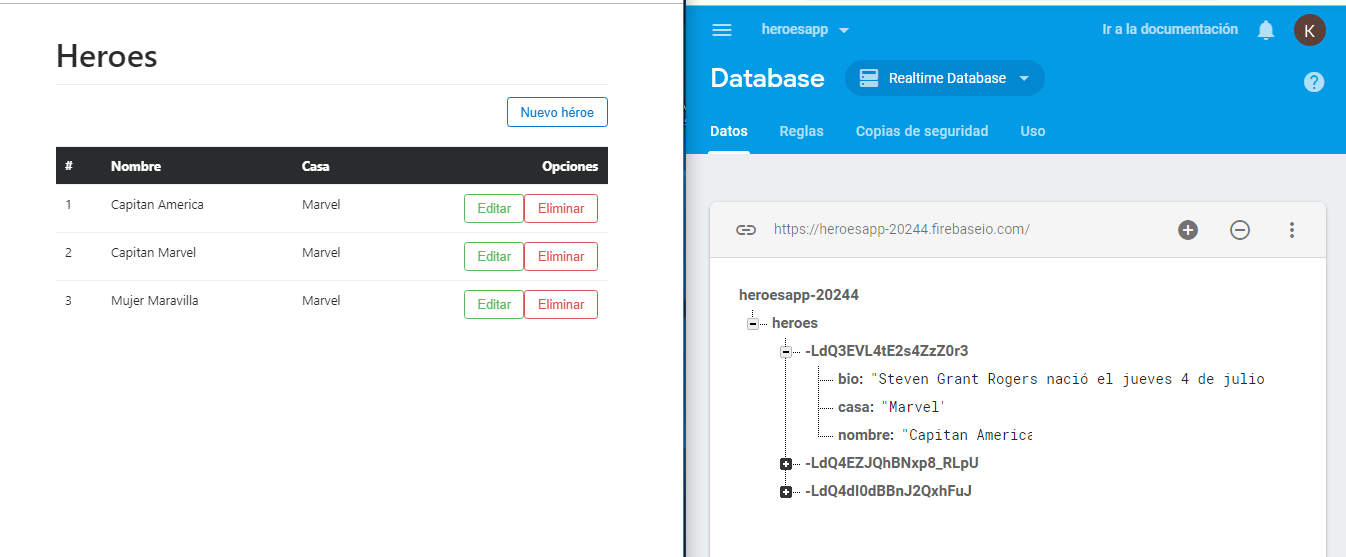 Heroes
Nuevo héroe
# Nombre Casa Opciones
1 Capitan America Marvel Editar Eliminar
2 Capitan Marvel Marvel Editar Eliminar
3 Mujer Maravilla Marvel Editar Eliminar
heroesapp Ir a la documentación K
Database Realtime Database ?
Datos Reglas Copias de seguridad Uso
https://heroesapp-20244.firebaseio.com/
heroesapp-20244
heroes
-LdQ3EVL4tE2s4ZzZ0r3
bio: "Steven Grant Rogers nació el jueves 4 de julio
casa: "Marvel"
nombre: "Capitan America
-LdQ4EZJQhBNxp8_RLpU
-LdQ4dI0dBBnJ2QxhFuJ